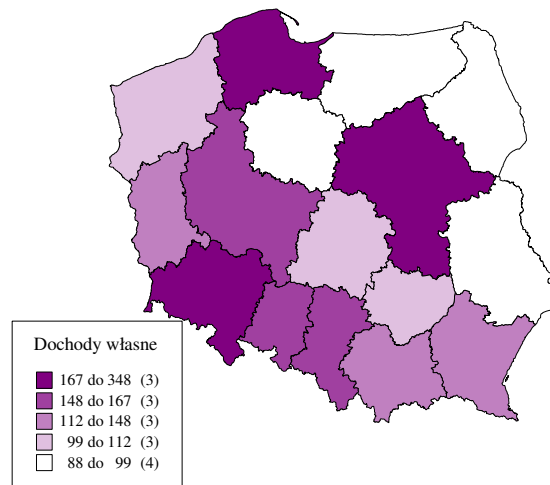 Dochody własne
167 do 348 (3)
148 do 167 (3)
112 do 148 (3)
99 do 112 (3)
88 do 99 (4)